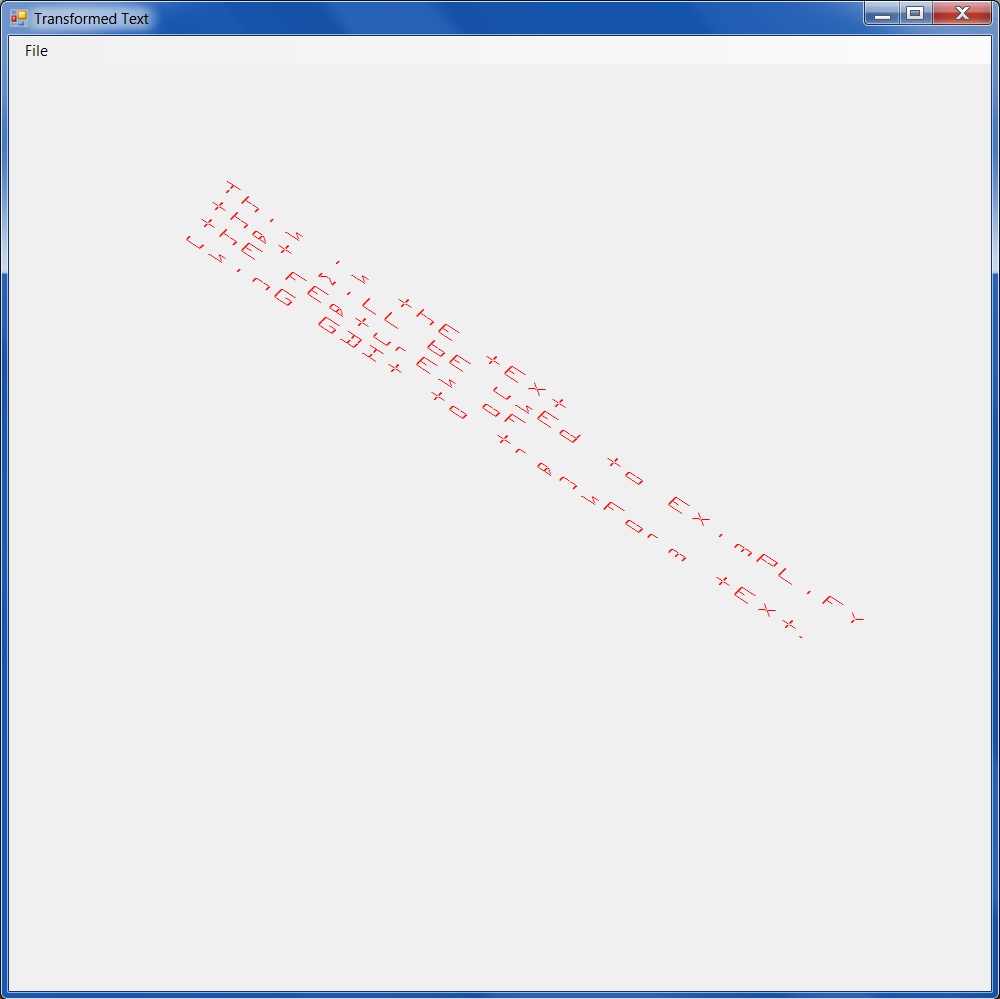 Transformed Text
File
This is the text
that will be used to eximplify
the features of
using GDI+ to transform text.